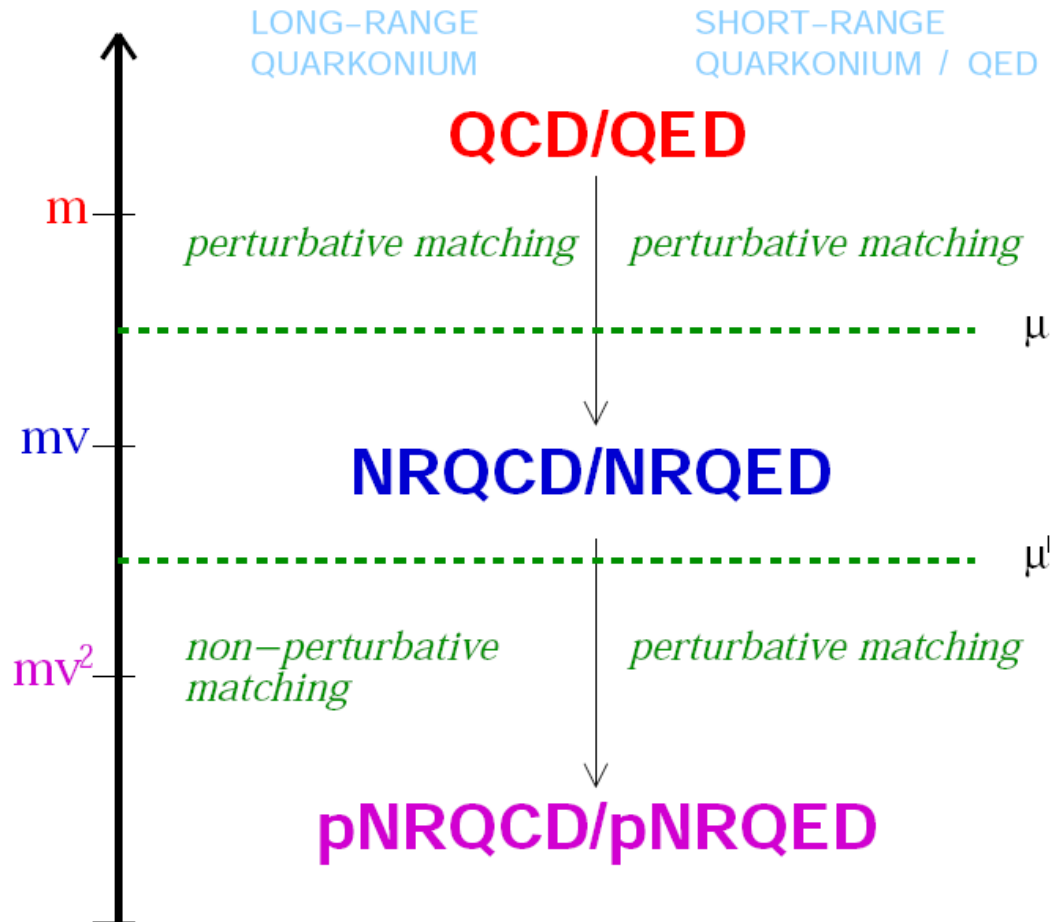 LONG–RANGE
QUARKONIUM
SHORT–RANGE
QUARKONIUM / QED
QCD/QED
m
perturbative matching
perturbative matching
μ
mv
NRQCD/NRQED
μ'
mv²
non–perturbative
matching
perturbative matching
pNRQCD/pNRQED